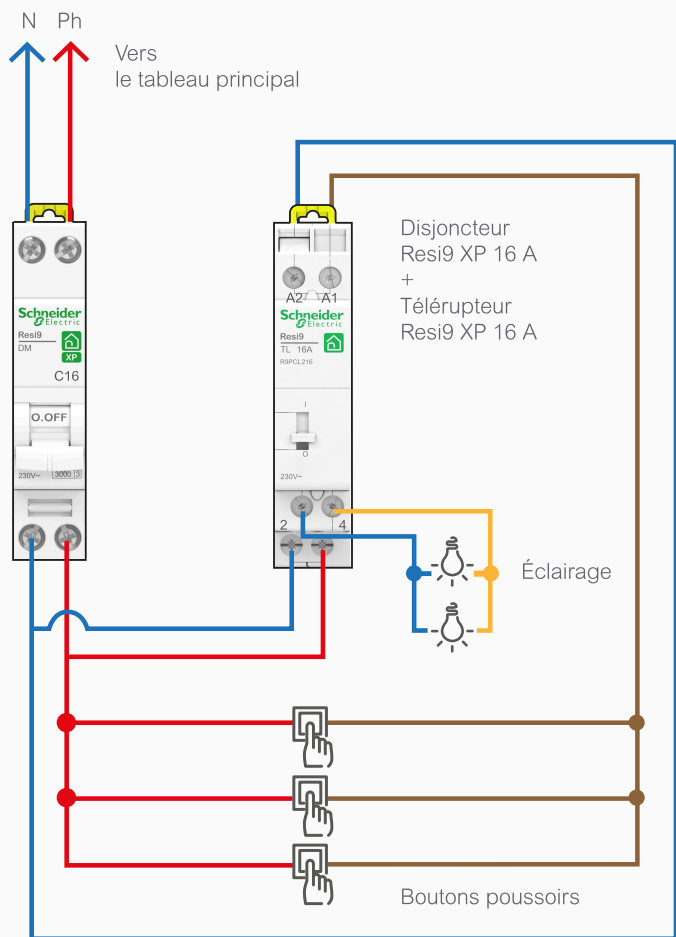 N Ph
Vers
le tableau principal
Disjoncteur
Resi9 XP 16 A
+
Télérupteur
Resi9 XP 16 A
Schneider
Electric
Resi9
DM
XP
C16
O.OFF
230V~ 3000 3
A2 A1
Schneider
Electric
Resi9
TL 16A
R9PCL216
I
O
230V~
2 4
Éclairage
Boutons poussoirs